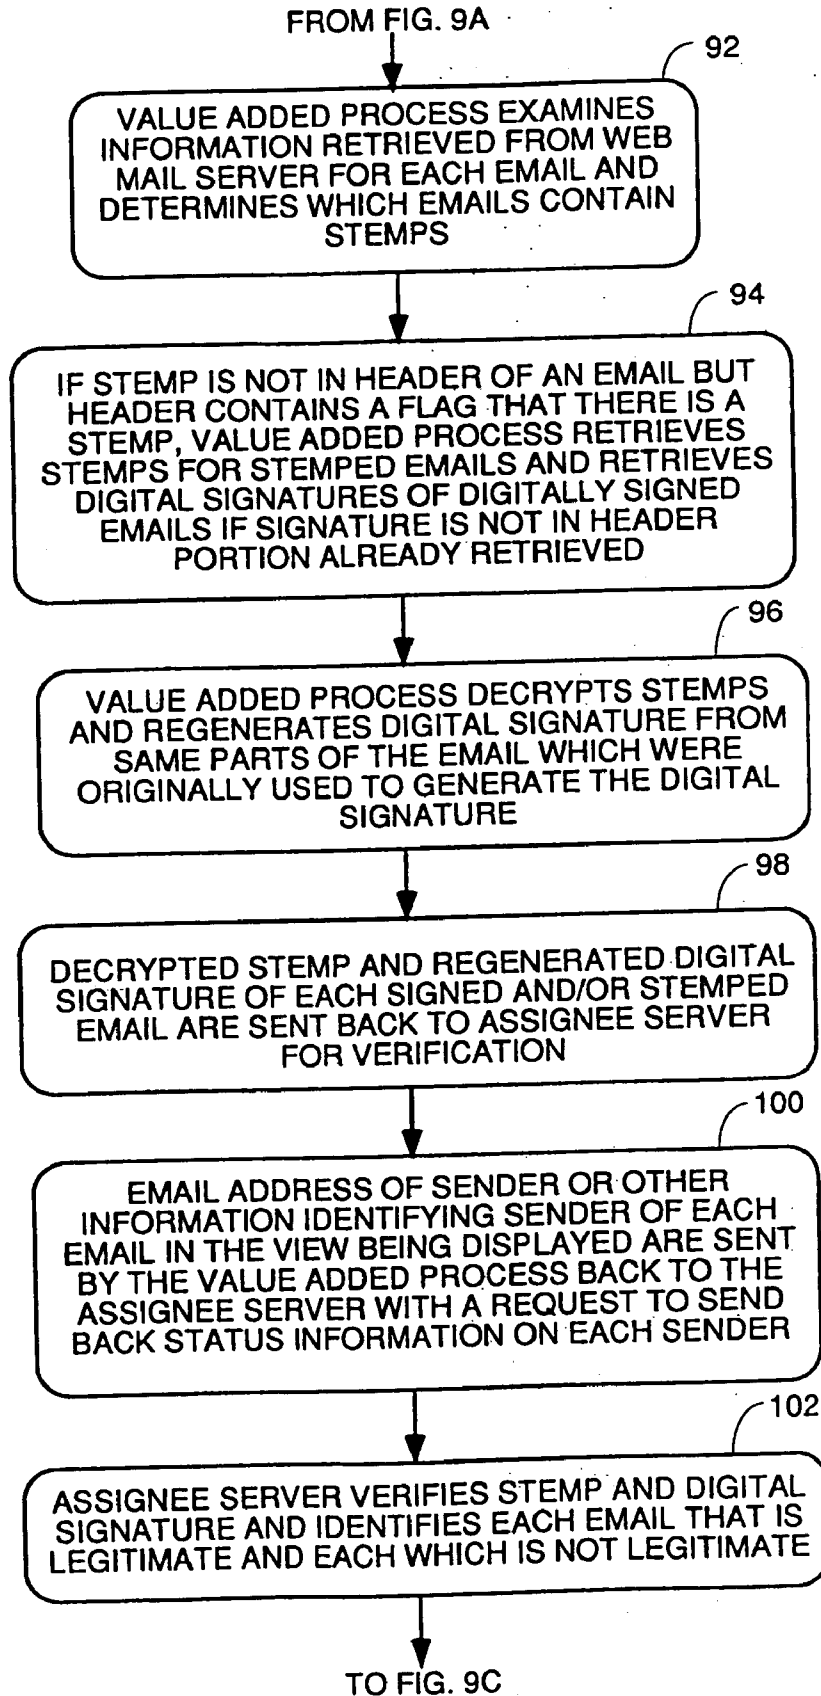 FROM FIG. 9A
92
VALUE ADDED PROCESS EXAMINES
INFORMATION RETRIEVED FROM WEB
MAIL SERVER FOR EACH EMAIL AND
DETERMINES WHICH EMAILS CONTAIN
STEMPS
94
IF STEMP IS NOT IN HEADER OF AN EMAIL BUT
HEADER CONTAINS A FLAG THAT THERE IS A
STEMP, VALUE ADDED PROCESS RETRIEVES
STEMPS FOR STEMPED EMAILS AND RETRIEVES
DIGITAL SIGNATURES OF DIGITALLY SIGNED
EMAILS IF SIGNATURE IS NOT IN HEADER
PORTION ALREADY RETRIEVED
96
VALUE ADDED PROCESS DECRYPTS STEMPS
AND REGENERATES DIGITAL SIGNATURE FROM
SAME PARTS OF THE EMAIL WHICH WERE
ORIGINALLY USED TO GENERATE THE DIGITAL
SIGNATURE
98
DECRYPTED STEMP AND REGENERATED DIGITAL
SIGNATURE OF EACH SIGNED AND/OR STEMPED
EMAIL ARE SENT BACK TO ASSIGNEE SERVER
FOR VERIFICATION
100
EMAIL ADDRESS OF SENDER OR OTHER
INFORMATION IDENTIFYING SENDER OF EACH
EMAIL IN THE VIEW BEING DISPLAYED ARE SENT
BY THE VALUE ADDED PROCESS BACK TO THE
ASSIGNEE SERVER WITH A REQUEST TO SEND
BACK STATUS INFORMATION ON EACH SENDER
102
ASSIGNEE SERVER VERIFIES STEMP AND DIGITAL
SIGNATURE AND IDENTIFIES EACH EMAIL THAT IS
LEGITIMATE AND EACH WHICH IS NOT LEGITIMATE
TO FIG. 9C